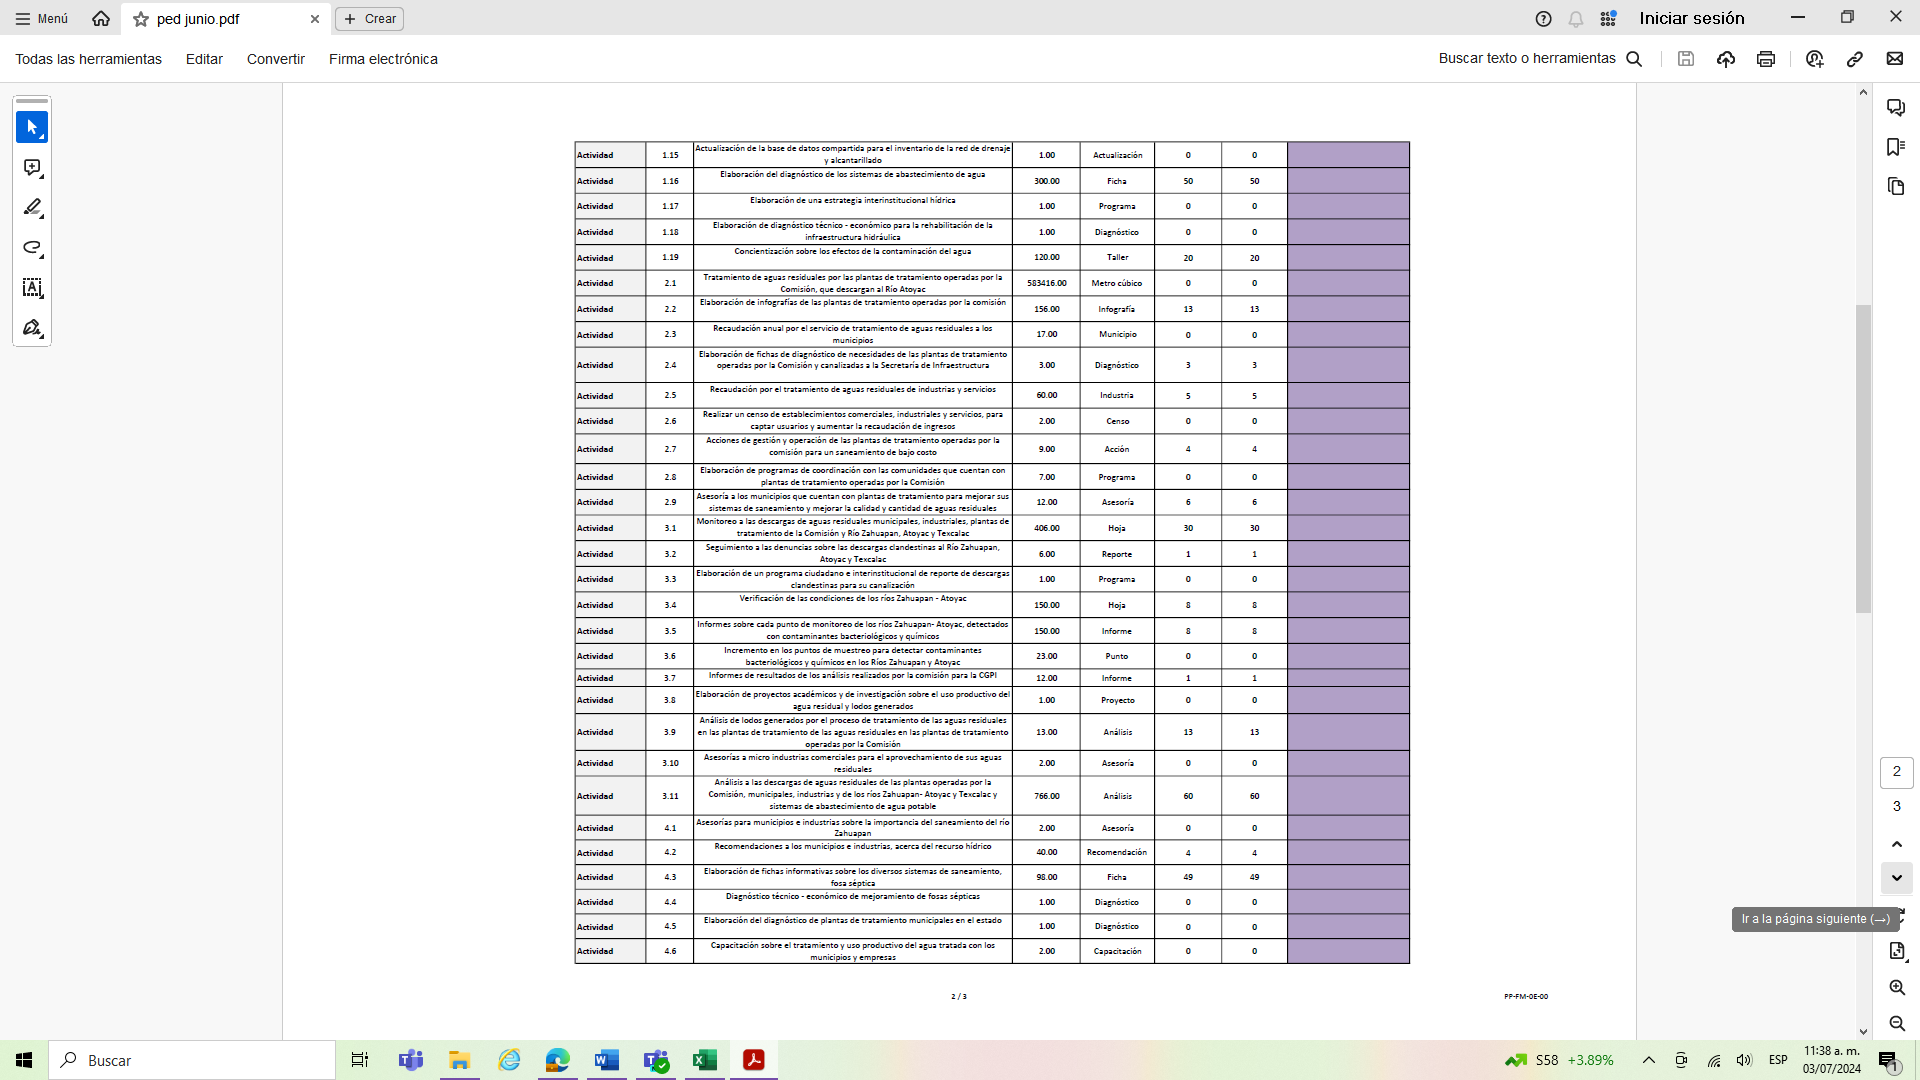 Menú
ped junio.pdf
Crear
Iniciar sesión
Todas las herramientas
Editar
Convertir
Firma electrónica
Buscar texto o herramientas
Actividad 1.15 Actualización de la base de datos compartida para el inventario de la red de drenaje 1.00 Actualización 0 0
y alcantarillado
Actividad 1.16 Elaboración del diagnóstico de los sistemas de abastecimiento de agua 300.00 Ficha 50 50
Actividad 1.17 Elaboración de una estrategia interinstitucional hídrica 1.00 Programa 0 0
Actividad 1.18 Elaboración de diagnóstico técnico - económico para la rehabilitación de la 1.00 Diagnóstico 0 0
infraestructura hidráulica
Actividad 1.19 Concientización sobre los efectos de la contaminación del agua 120.00 Taller 20 20
Actividad 2.1 Tratamiento de aguas residuales por las plantas de tratamiento operadas por la 583416.00 Metro cúbico 0 0
Comisión, que descargan al Río Atoyac
Actividad 2.2 Elaboración de infografías de las plantas de tratamiento operadas por la comisión 156.00 Infografía 13 13
Actividad 2.3 Recaudación anual por el servicio de tratamiento de aguas residuales a los 17.00 Municipio 0 0
municipios
Actividad 2.4 Elaboración de fichas de diagnóstico de necesidades de las plantas de tratamiento 3.00 Diagnóstico 3 3
operadas por la Comisión y canalizadas a la Secretaría de Infraestructura
Actividad 2.5 Recaudación por el tratamiento de aguas residuales de industrias y servicios 60.00 Industria 5 5
Actividad 2.6 Realizar un censo de establecimientos comerciales, industriales y servicios, para 2.00 Censo 0 0
captar usuarios y aumentar la recaudación de ingresos
Actividad 2.7 Acciones de gestión y operación de las plantas de tratamiento operadas por la 9.00 Acción 4 4
comisión para un saneamiento de bajo costo
Actividad 2.8 Elaboración de programas de coordinación con las comunidades que cuentan con 7.00 Programa 0 0
plantas de tratamiento operadas por la Comisión
Actividad 2.9 Asesoría a los municipios que cuentan con plantas de tratamiento para mejorar sus 12.00 Asesoría 6 6
sistemas de saneamiento y mejorar la calidad y cantidad de aguas residuales
Actividad 3.1 Monitoreo a las descargas de aguas residuales municipales, industriales, plantas de 406.00 Hoja 30 30
tratamiento de la Comisión y Río Zahuapan, Atoyac y Texcalac
Actividad 3.2 Seguimiento a las denuncias sobre las descargas clandestinas al Río Zahuapan, 6.00 Reporte 1 1
Atoyac y Texcalac
Actividad 3.3 Elaboración de un programa ciudadano e interinstitucional de reporte de descargas 1.00 Programa 0 0
clandestinas para su canalización
Actividad 3.4 Verificación de las condiciones de los ríos Zahuapan - Atoyac 150.00 Hoja 8 8
Actividad 3.5 Informes sobre cada punto de monitoreo de los ríos Zahuapan- Atoyac, detectados 150.00 Informe 8 8
con contaminantes bacteriológicos y químicos
Actividad 3.6 Incremento en los puntos de muestreo para detectar contaminantes 23.00 Punto 0 0
bacteriológicos y químicos en los Ríos Zahuapan y Atoyac
Actividad 3.7 Informes de resultados de los análisis realizados por la comisión para la CGPI 12.00 Informe 1 1
Actividad 3.8 Elaboración de proyectos académicos y de investigación sobre el uso productivo del 1.00 Proyecto 0 0
agua residual y lodos generados
Actividad 3.9 Análisis de lodos generados por el proceso de tratamiento de las aguas residuales 13.00 Análisis 13 13
en las plantas de tratamiento de las aguas residuales en las plantas de tratamiento
operadas por la Comisión
Actividad 3.10 Asesorías a micro industrias comerciales para el aprovechamiento de sus aguas 2.00 Asesoría 0 0
residuales
Actividad 3.11 Análisis a las descargas de aguas residuales de las plantas operadas por la 766.00 Análisis 60 60
Comisión, municipales, industrias y de los ríos Zahuapan- Atoyac y Texcalac y
sistemas de abastecimiento de agua potable
Actividad 4.1 Asesorías para municipios e industrias sobre la importancia del saneamiento del río 2.00 Asesoría 0 0
Zahuapan
Actividad 4.2 Recomendaciones a los municipios e industrias, acerca del recurso hídrico 40.00 Recomendación 4 4
Actividad 4.3 Elaboración de fichas informativas sobre los diversos sistemas de saneamiento, 98.00 Ficha 49 49
fosa séptica
Actividad 4.4 Diagnóstico técnico - económico de mejoramiento de fosas sépticas 1.00 Diagnóstico 0 0
Actividad 4.5 Elaboración del diagnóstico de plantas de tratamiento municipales en el estado 1.00 Diagnóstico 0 0
Actividad 4.6 Capacitación sobre el tratamiento y uso productivo del agua tratada con los 2.00 Capacitación 0 0
municipios y empresas
2 / 3
PP-FM-0E-00
2
3
Ir a la página siguiente (→)
Buscar
S58 +3.89%
ESP
11:38 a. m.
03/07/2024
1